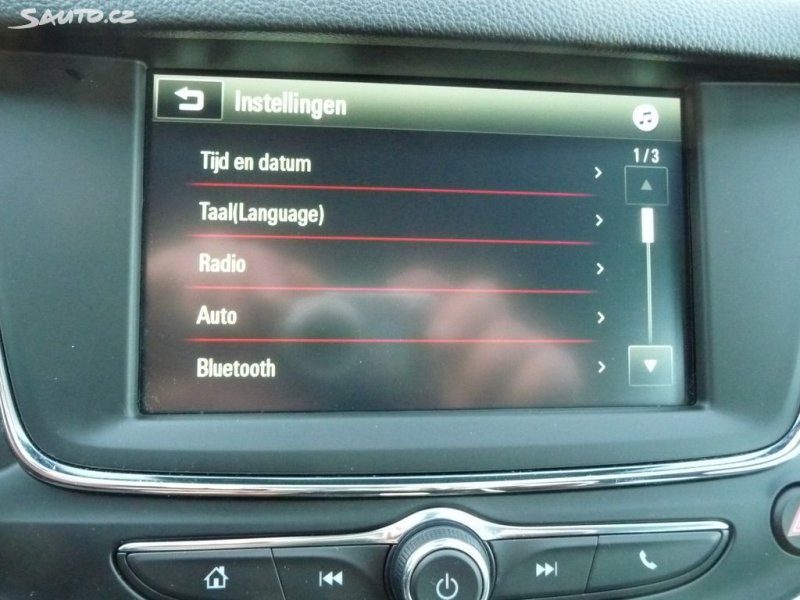 Sauto.cz
Instellingen
1/3
Tijd en datum
Taal(Language)
Radio
Auto
Bluetooth